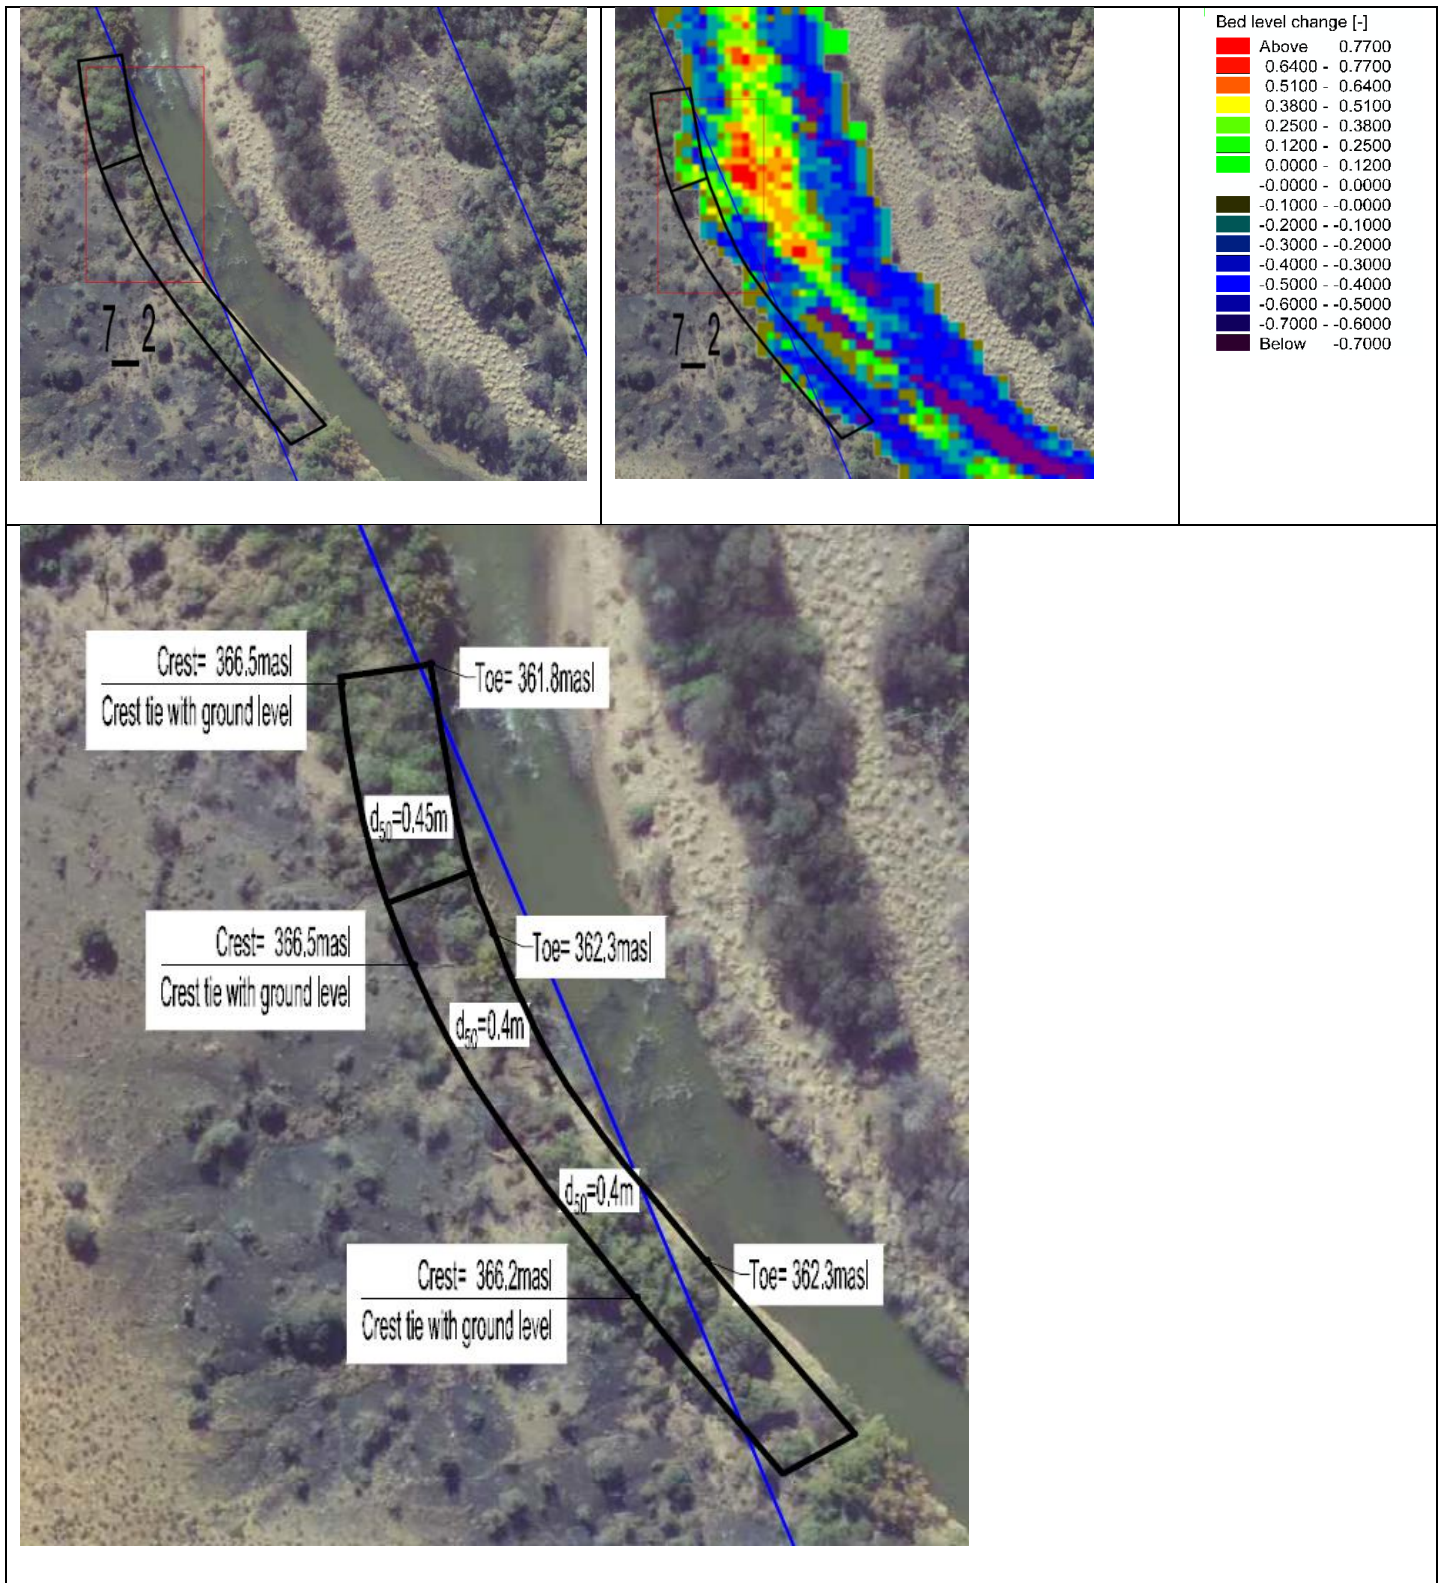 7_2
7_2
Bed level change [-]
Above 0.7700
0.6400 - 0.7700
0.5100 - 0.6400
0.3800 - 0.5100
0.2500 - 0.3800
0.1200 - 0.2500
0.0000 - 0.1200
-0.0000 - 0.0000
-0.1000 - -0.0000
-0.2000 - -0.1000
-0.3000 - -0.2000
-0.4000 - -0.3000
-0.5000 - -0.4000
-0.6000 - -0.5000
-0.7000 - -0.6000
Below -0.7000
Crest= 366.5masl
Crest tie with ground level
Toe= 361.8masl
d50=0.45m
Crest= 366.5masl
Crest tie with ground level
Toe= 362.3masl
d50=0.4m
d50=0.4m
Crest= 366.2masl
Crest tie with ground level
Toe= 362.3masl